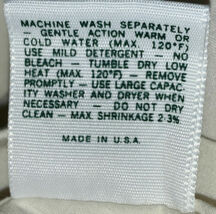 MACHINE WASH SEPARATELY
– GENTLE ACTION WARM OR
COLD WATER (MAX. 120°F)
USE MILD DETERGENT – NO
BLEACH – TUMBLE DRY LOW
HEAT (MAX. 120°F) – REMOVE
PROMPTLY – USE LARGE CAPAC-
ITY WASHER AND DRYER WHEN
NECESSARY – DO NOT DRY
CLEAN – MAX. SHRINKAGE 2-3%
MADE IN U.S.A.